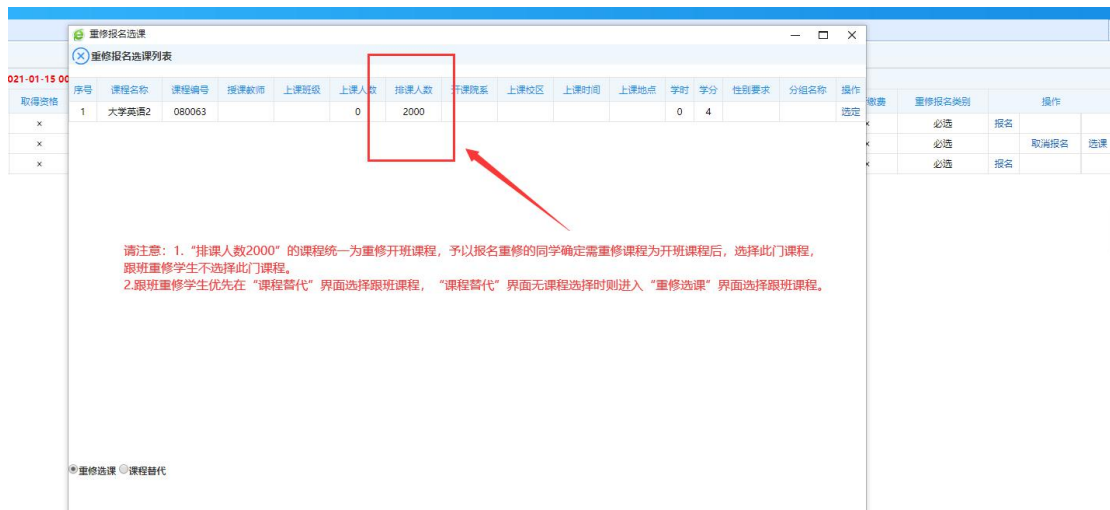 重修报名选课
重修报名选课列表
021-01-15 00
序号 课程名称 课程编号 授课教师 上课班级 上课人数 排课人数 开课院系 上课校区 上课时间 上课地点 学时 学分 性别要求 分组名称 操作
1 大学英语2 080063 0 2000 0 4 选定
取得资格 缴费 重修报名类别 操作
× × 必选 报名
× × 必选 取消报名 选课
× × 必选 报名
请注意：1.“排课人数2000”的课程统一为重修开班课程，予以报名重修的同学确定需重修课程为开班课程后，选择此门课程，
跟班重修学生不选择此门课程。
2.跟班重修学生优先在“课程替代”界面选择跟班课程，“课程替代”界面无课程选择时则进入“重修选课”界面选择跟班课程。
重修选课 课程替代